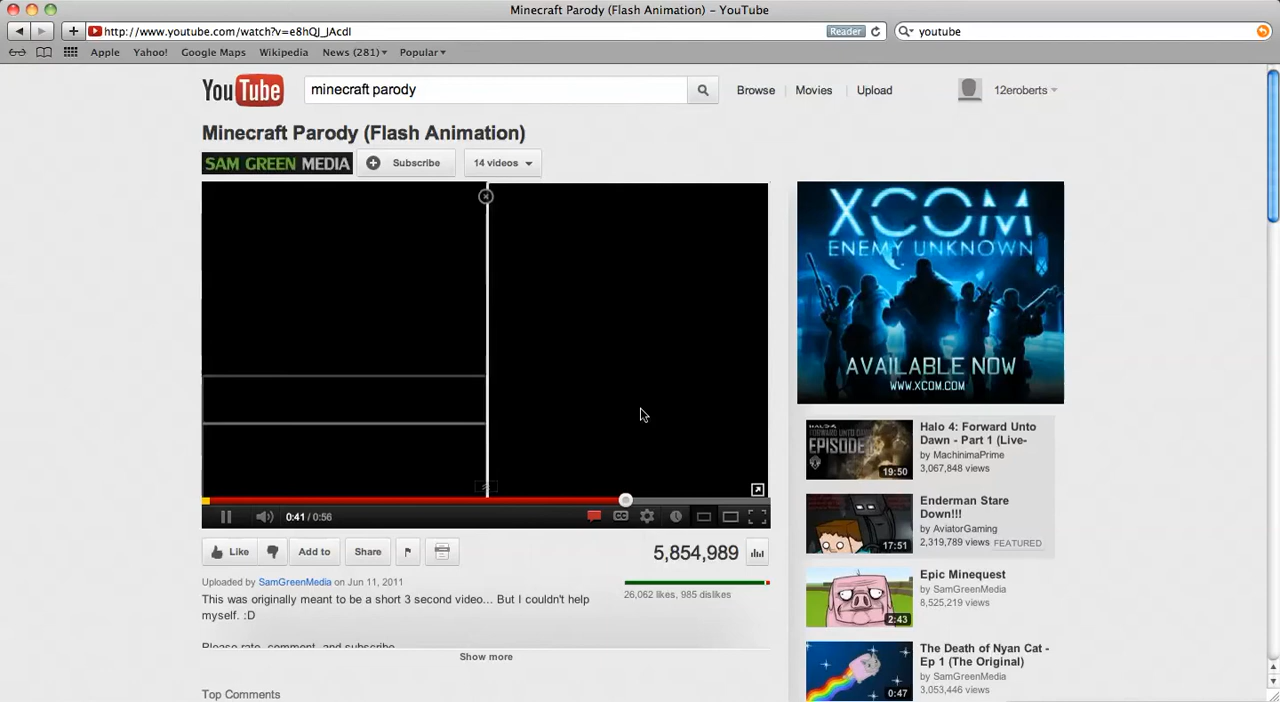 Minecraft Parody (Flash Animation) – YouTube
http://www.youtube.com/watch?v=e8hQJ_JAcdI
Reader
youtube
Apple Yahoo! Google Maps Wikipedia News (281) Popular
YouTube
minecraft parody
Browse Movies Upload
12eroberts
Minecraft Parody (Flash Animation)
SAM GREEN MEDIA
Subscribe
14 videos
XCOM
ENEMY UNKNOWN
AVAILABLE NOW
WWW.XCOM.COM
0:41 / 0:56
CC
Like
Add to
Share
5,854,989
Uploaded by SamGreenMedia on Jun 11, 2011
26,062 likes, 985 dislikes
This was originally meant to be a short 3 second video... But I couldn't help
myself. :D
Please rate, comment, and subscribe
Show more
Top Comments
EPISODE
19:50
Halo 4: Forward Unto
Dawn - Part 1 (Live-
by MachinimaPrime
3,067,848 views
17:51
Enderman Stare
Down!!!
by AviatorGaming
2,319,789 views FEATURED
2:43
Epic Minequest
by SamGreenMedia
8,525,219 views
0:47
The Death of Nyan Cat -
Ep 1 (The Original)
by SamGreenMedia
3,053,446 views